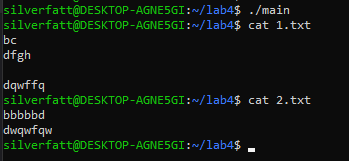 silverfatt@DESKTOP-AGNE5GI:~/lab4$ ./main
silverfatt@DESKTOP-AGNE5GI:~/lab4$ cat 1.txt
bc
dfgh

dqwffq
silverfatt@DESKTOP-AGNE5GI:~/lab4$ cat 2.txt
bbbbbd
dwqwfqw
silverfatt@DESKTOP-AGNE5GI:~/lab4$